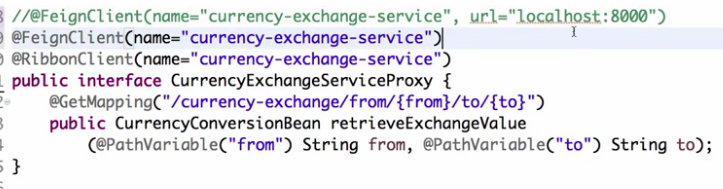 //@FeignClient(name="currency-exchange-service", url="localhost:8000")
@FeignClient(name="currency-exchange-service")
@RibbonClient(name="currency-exchange-service")
public interface CurrencyExchangeServiceProxy {
@GetMapping("/currency-exchange/from/{from}/to/{to}")
public CurrencyConversionBean retrieveExchangeValue
(@PathVariable("from") String from, @PathVariable("to") String to);
}